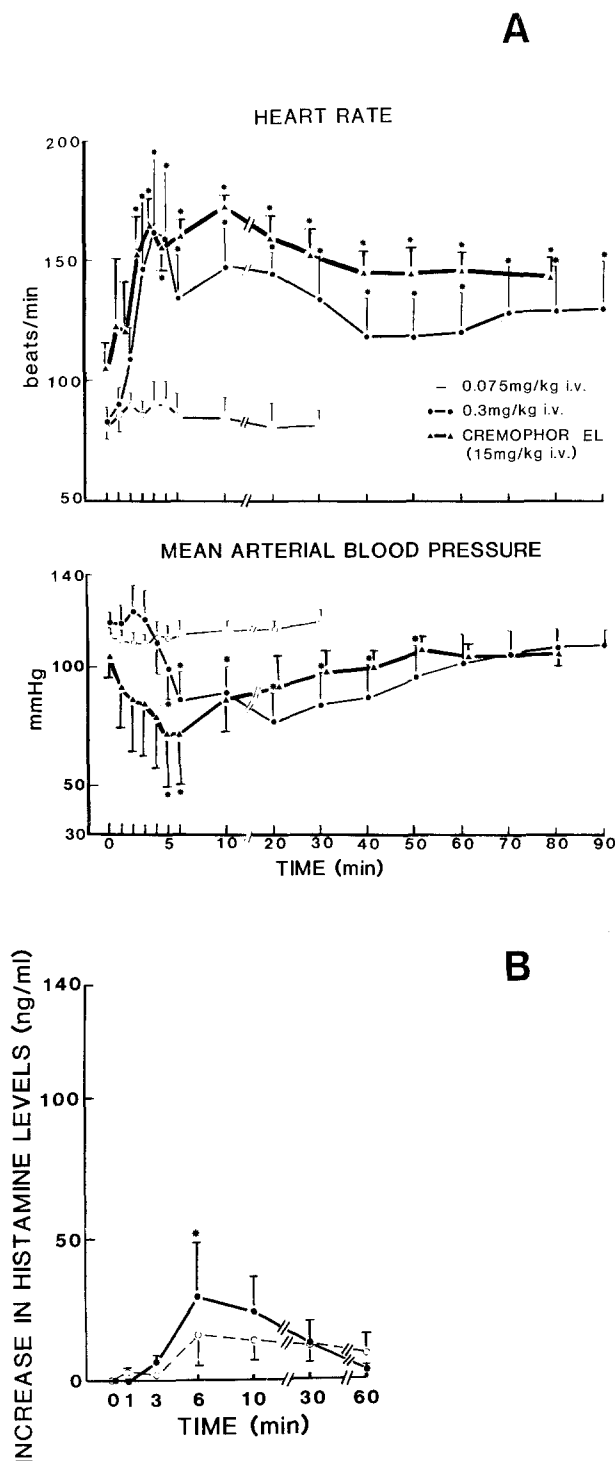 A
HEART RATE
200
150
100
50
beats/min
0.075mg/kg i.v.
0.3mg/kg i.v.
CREMOPHOR EL
(15mg/kg i.v.)
MEAN ARTERIAL BLOOD PRESSURE
140
100
50
30
mmHg
0 5 10 20 30 40 50 60 70 80 90
TIME (min)
B
INCREASE IN HISTAMINE LEVELS (ng/ml)
140
100
50
0
0 1 3 6 10 30 60
TIME (min)